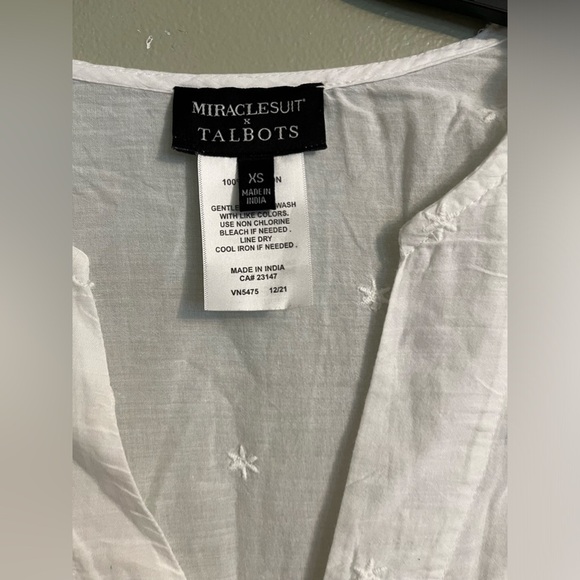 MIRACLESUIT®
×
TALBOTS
XS
MADE IN
INDIA
100
GENTLE WASH
WITH LIKE COLORS.
USE NON CHLORINE
BLEACH IF NEEDED .
LINE DRY
COOL IRON IF NEEDED .
MADE IN INDIA
CA# 23147
VN5475 12/21